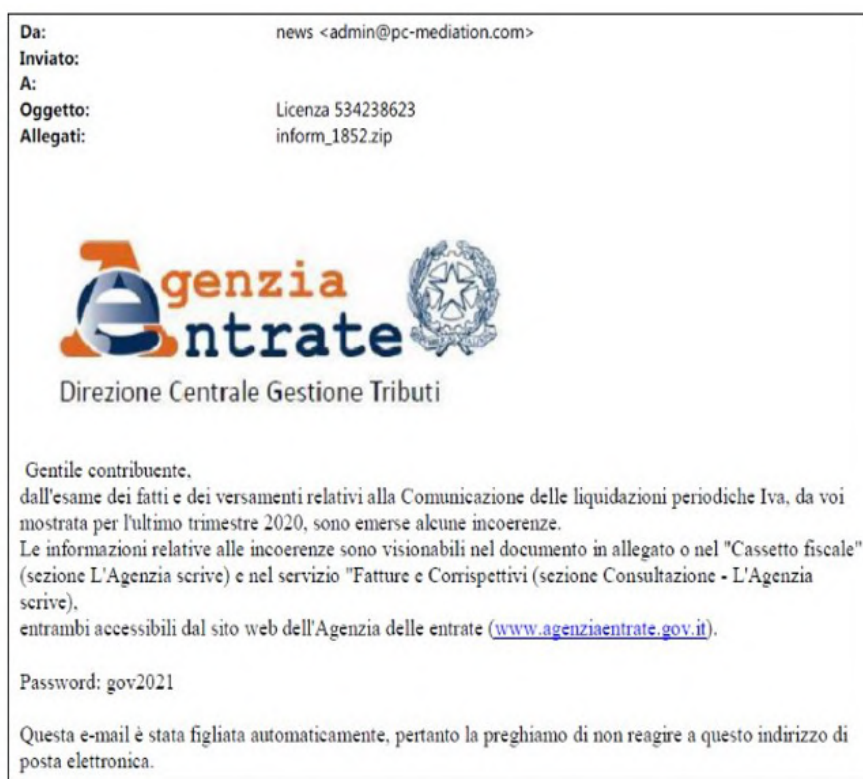 Da: news <admin@pc-mediation.com>
Inviato:
A:
Oggetto: Licenza 534238623
Allegati: inform_1852.zip
Agenzia
entrate
Direzione Centrale Gestione Tributi
Gentile contribuente,
dall'esame dei fatti e dei versamenti relativi alla Comunicazione delle liquidazioni periodiche Iva, da voi
mostrata per l'ultimo trimestre 2020, sono emerse alcune incoerenze.
Le informazioni relative alle incoerenze sono visionabili nel documento in allegato o nel "Cassetto fiscale"
(sezione L'Agenzia scrive) e nel servizio "Fatture e Corrispettivi (sezione Consultazione - L'Agenzia
scrive),
entrambi accessibili dal sito web dell'Agenzia delle entrate (www.agenziaentrate.gov.it).
Password: gov2021
Questa e-mail è stata figliata automaticamente, pertanto la preghiamo di non reagire a questo indirizzo di
posta elettronica.